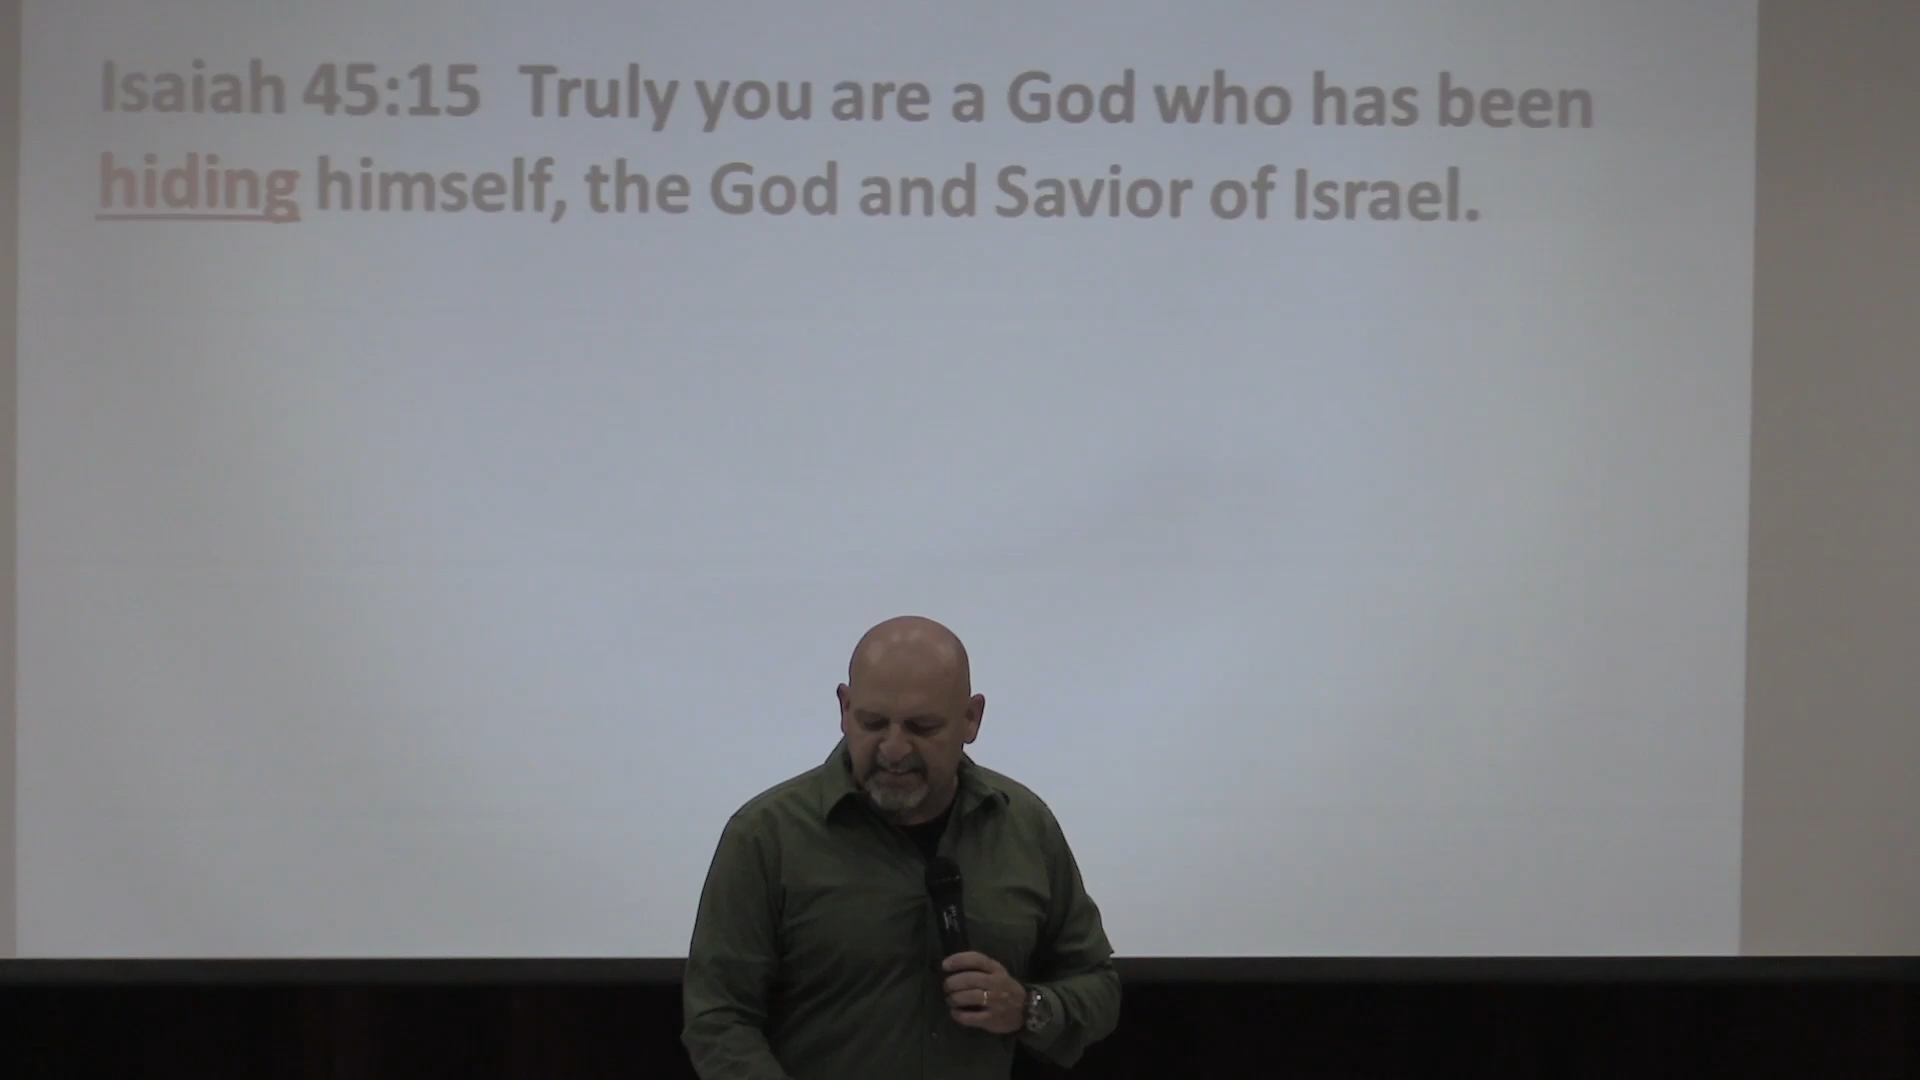 Isaiah 45:15 Truly you are a God who has been
hiding himself, the God and Savior of Israel.